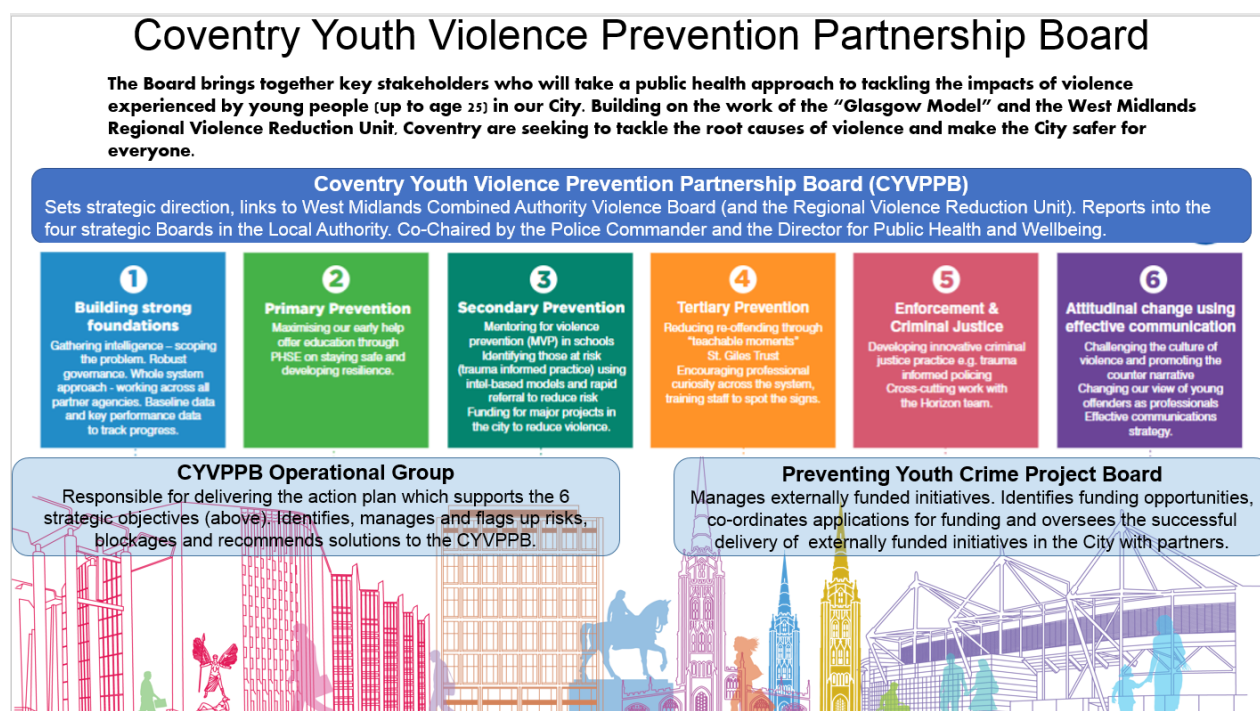 Coventry Youth Violence Prevention Partnership Board
The Board brings together key stakeholders who will take a public health approach to tackling the impacts of violence
experienced by young people (up to age 25) in our City. Building on the work of the “Glasgow Model” and the West Midlands
Regional Violence Reduction Unit, Coventry are seeking to tackle the root causes of violence and make the City safer for
everyone.
Coventry Youth Violence Prevention Partnership Board (CYVPPB)
Sets strategic direction, links to West Midlands Combined Authority Violence Board (and the Regional Violence Reduction Unit). Reports into the
four strategic Boards in the Local Authority. Co-Chaired by the Police Commander and the Director for Public Health and Wellbeing.
1
Building strong
foundations
Gathering intelligence – scoping
the problem. Robust
governance. Whole system
approach - working across all
partner agencies. Baseline data
and key performance data
to track progress.
2
Primary Prevention
Maximising our early help
offer education through
PHSE on staying safe and
developing resilience.
3
Secondary Prevention
Mentoring for violence
prevention (MVP) in schools
Identifying those at risk
(trauma informed practice) using
intel-based models and rapid
referral to reduce risk
Funding for major projects in
the city to reduce violence.
4
Tertiary Prevention
Reducing re-offending through
“teachable moments”
St. Giles Trust
Encouraging professional
curiosity across the system,
training staff to spot the signs.
5
Enforcement &
Criminal Justice
Developing innovative criminal
justice practice e.g. trauma
informed policing
Cross-cutting work with
the Horizon team.
6
Attitudinal change using
effective communication
Challenging the culture of
violence and promoting the
counter narrative
Changing our view of young
offenders as professionals
Effective communications
strategy.
CYVPPB Operational Group
Responsible for delivering the action plan which supports the 6
strategic objectives (above). Identifies, manages and flags up risks,
blockages and recommends solutions to the CYVPPB.
Preventing Youth Crime Project Board
Manages externally funded initiatives. Identifies funding opportunities,
co-ordinates applications for funding and oversees the successful
delivery of externally funded initiatives in the City with partners.